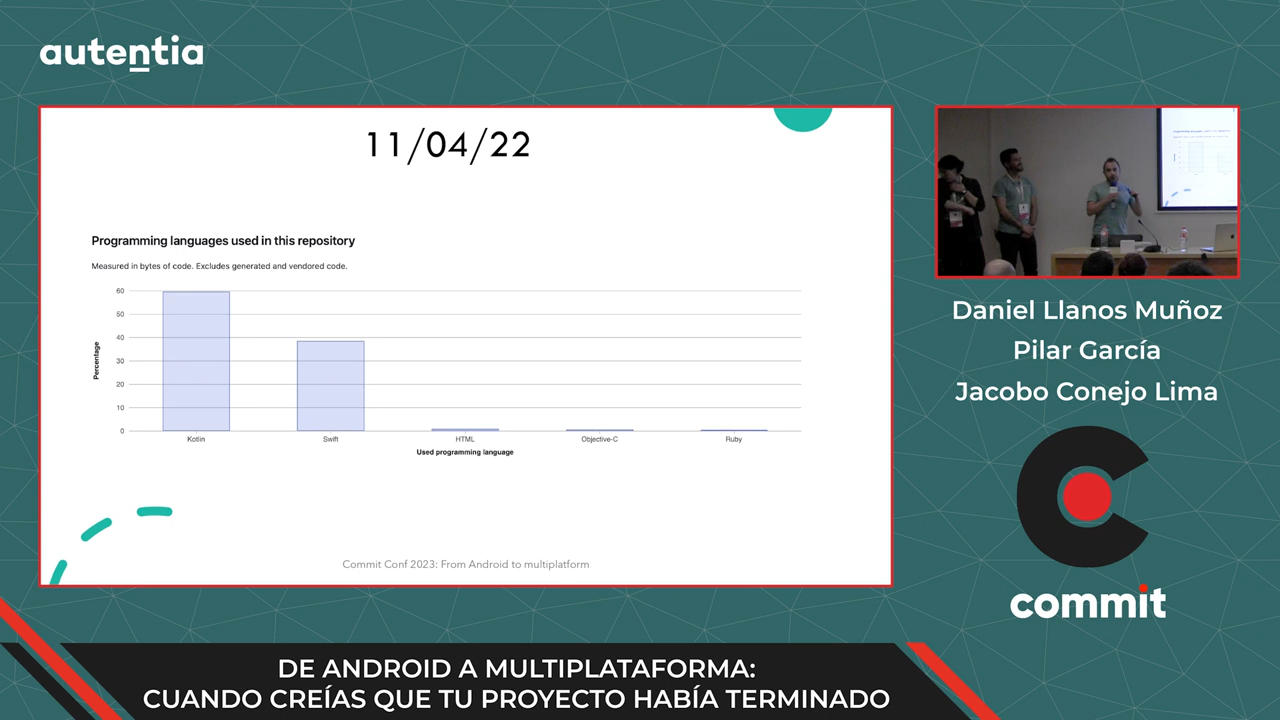 autentia
11/04/22
Programming languages used in this repository
Measured in bytes of code. Excludes generated and vendored code.
60
50
40
30
20
10
0
Percentage
Kotlin
Swift
HTML
Objective-C
Ruby
Used programming language
Commit Conf 2023: From Android to multiplatform
Daniel Llanos Muñoz
Pilar García
Jacobo Conejo Lima
commit
DE ANDROID A MULTIPLATAFORMA:
CUANDO CREÍAS QUE TU PROYECTO HABÍA TERMINADO